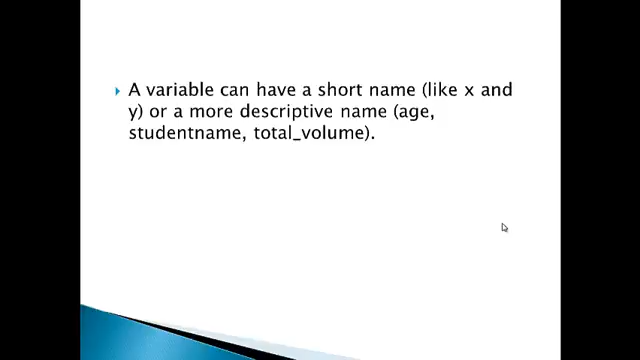 A variable can have a short name (like x and
y) or a more descriptive name (age,
studentname, total_volume).